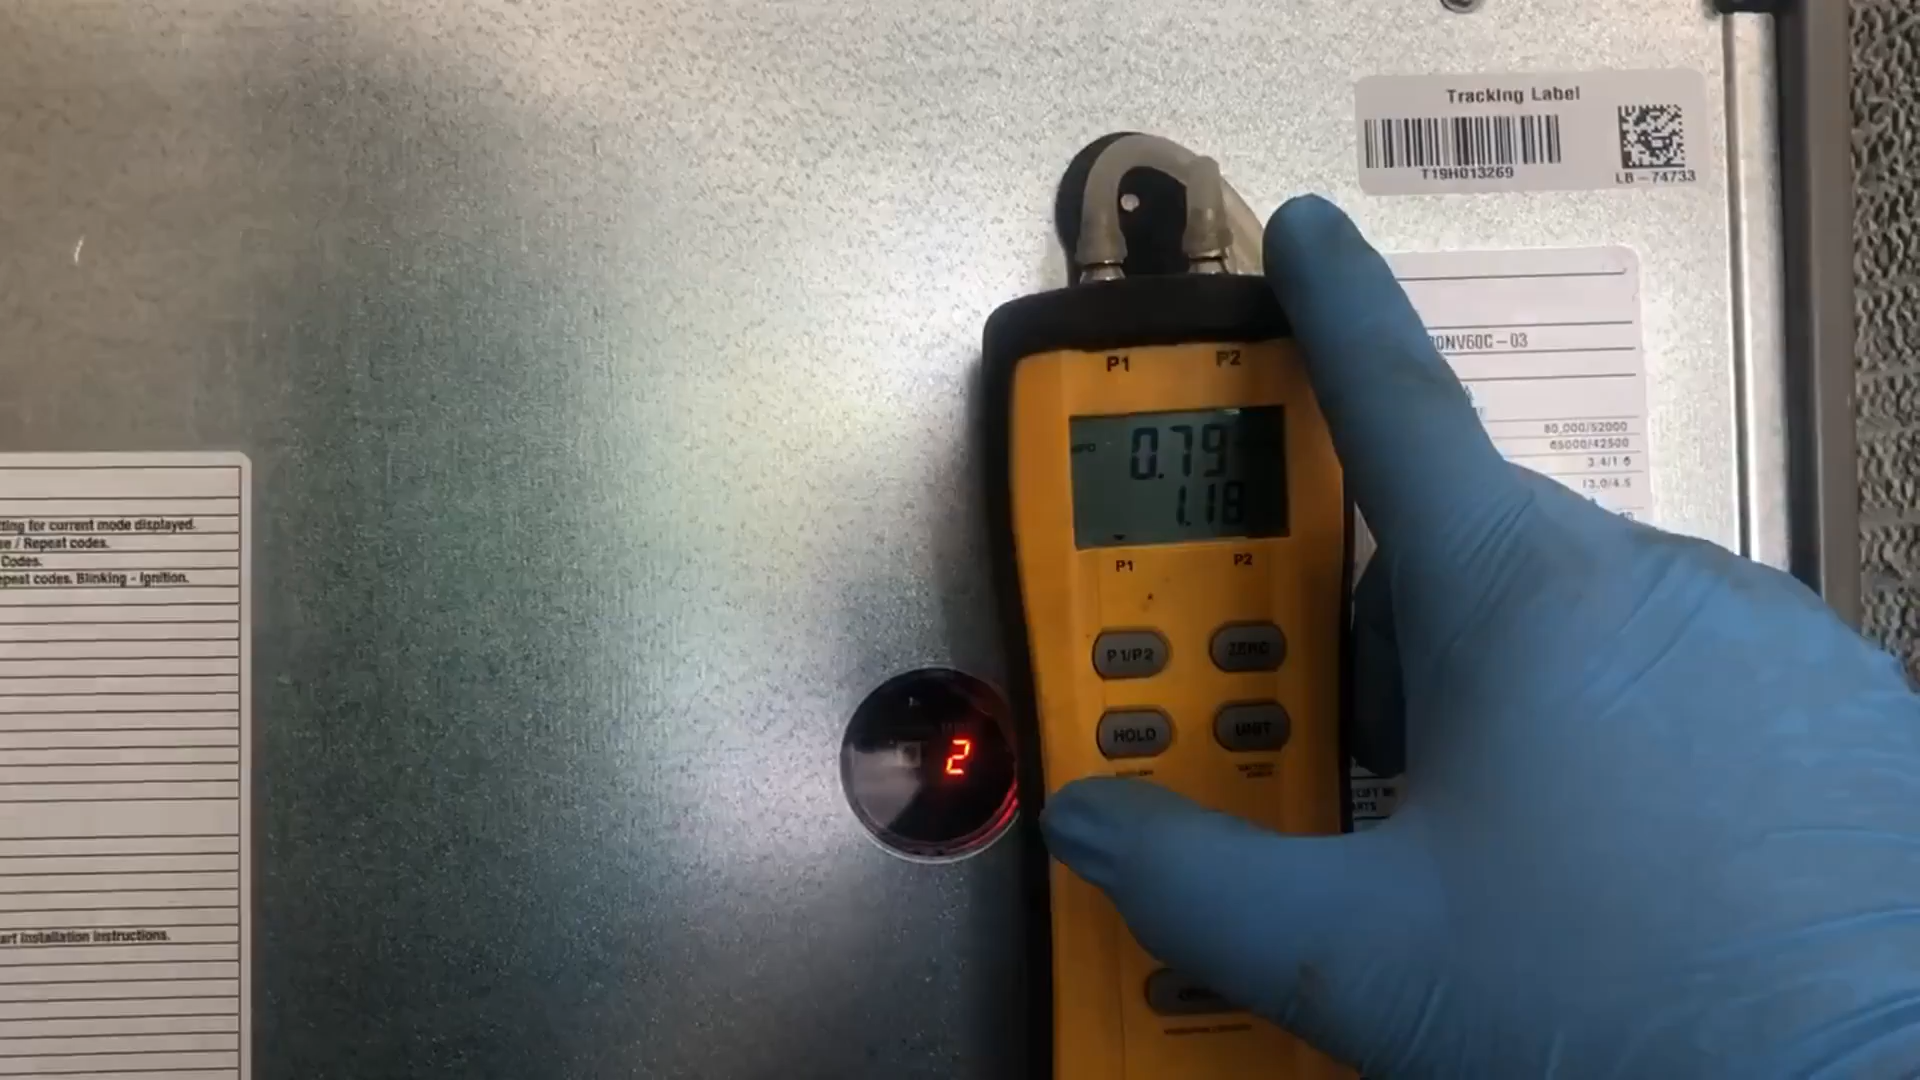 Tracking Label
T19H013269
LB-74733
P1 P2
0NV60C-03
0.79
1.18
80,000/52000
65000/42500
3.4/1.6
13.0/4.5
P1 P2
P1/P2 ZERO
HOLD UNIT
2
tting for current mode displayed.
se / Repeat codes.
Codes.
epeat codes. Blinking - Ignition.
art installation instructions.